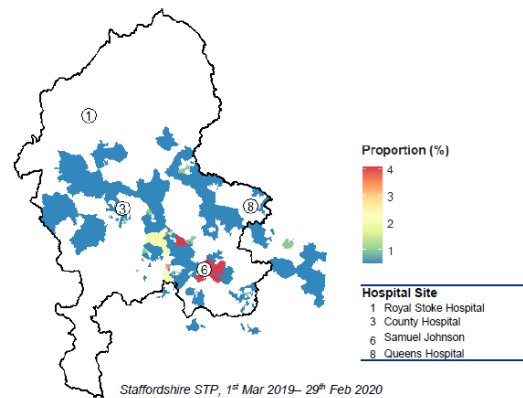 1
3
8
6
Proportion (%)
4
3
2
1
Hospital Site
1 Royal Stoke Hospital
3 County Hospital
6 Samuel Johnson
8 Queens Hospital
Staffordshire STP, 1st Mar 2019– 29th Feb 2020